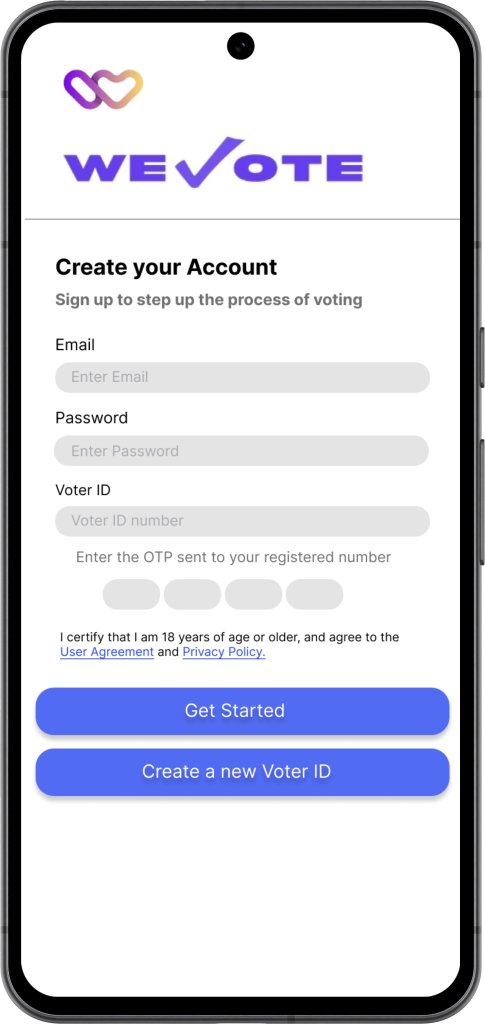 WE✓OTE
Create your Account
Sign up to step up the process of voting
Email
Enter Email
Password
Enter Password
Voter ID
Voter ID number
Enter the OTP sent to your registered number
I certify that I am 18 years of age or older, and agree to the
User Agreement and Privacy Policy.
Get Started
Create a new Voter ID